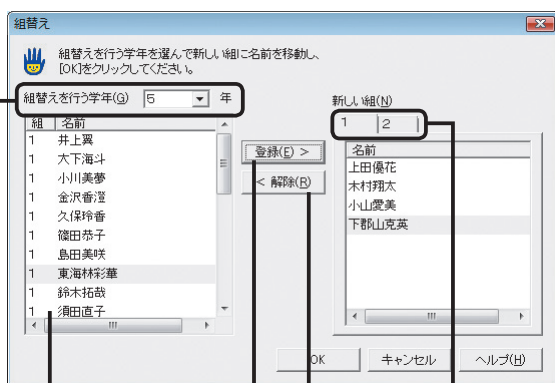 組替え
組替えを行う学年を選んで新しい組に名前を移動し、
[OK]をクリックしてください。
組替えを行う学年(G) 5 年
新しい組(N)
1 2
組 名前
1 井上翼
1 大下海斗
1 小川美夢
1 金沢香澄
1 久保玲香
1 篠田恭子
1 島田美咲
1 東海林彩華
1 鈴木拓哉
1 須田直子
登録(E) >
< 解除(R)
名前
上田優花
木村翔太
小山愛美
下郡山克英
OK キャンセル ヘルプ(H)